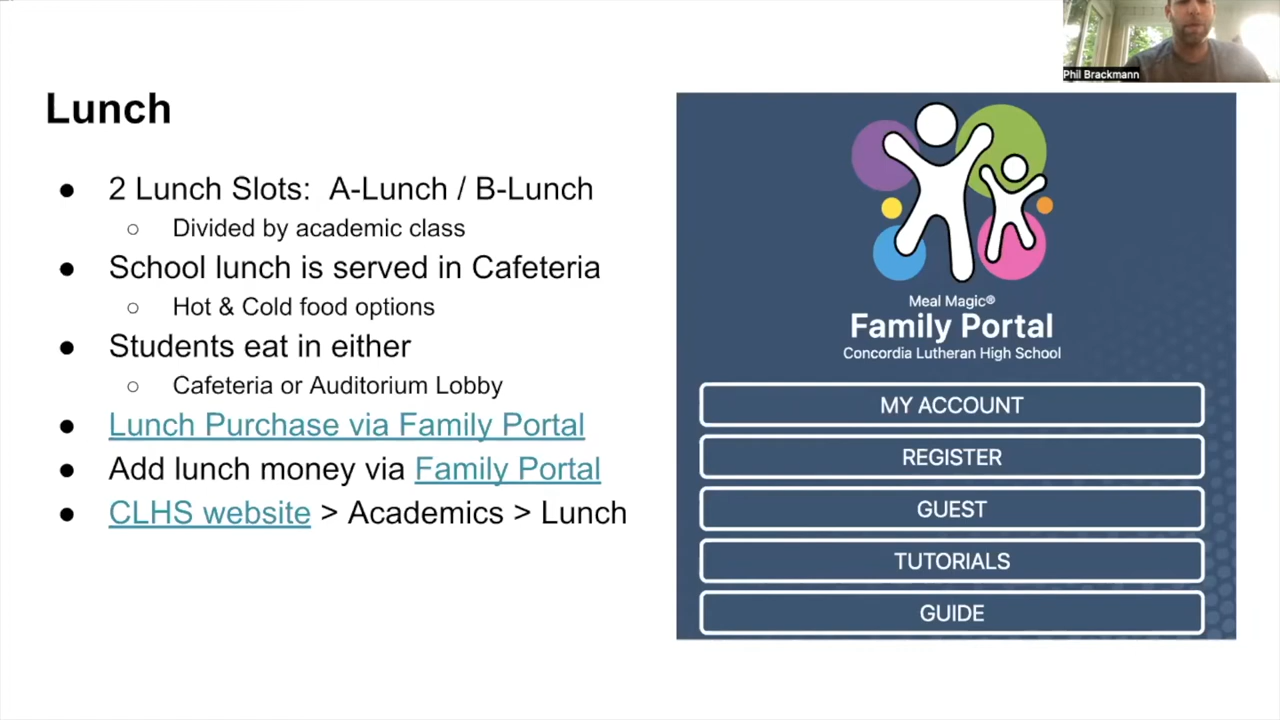 Phil Brackmann
Lunch
● 2 Lunch Slots: A-Lunch / B-Lunch
○ Divided by academic class
● School lunch is served in Cafeteria
○ Hot & Cold food options
● Students eat in either
○ Cafeteria or Auditorium Lobby
● Lunch Purchase via Family Portal
● Add lunch money via Family Portal
● CLHS website > Academics > Lunch
Meal Magic®
Family Portal
Concordia Lutheran High School
MY ACCOUNT
REGISTER
GUEST
TUTORIALS
GUIDE